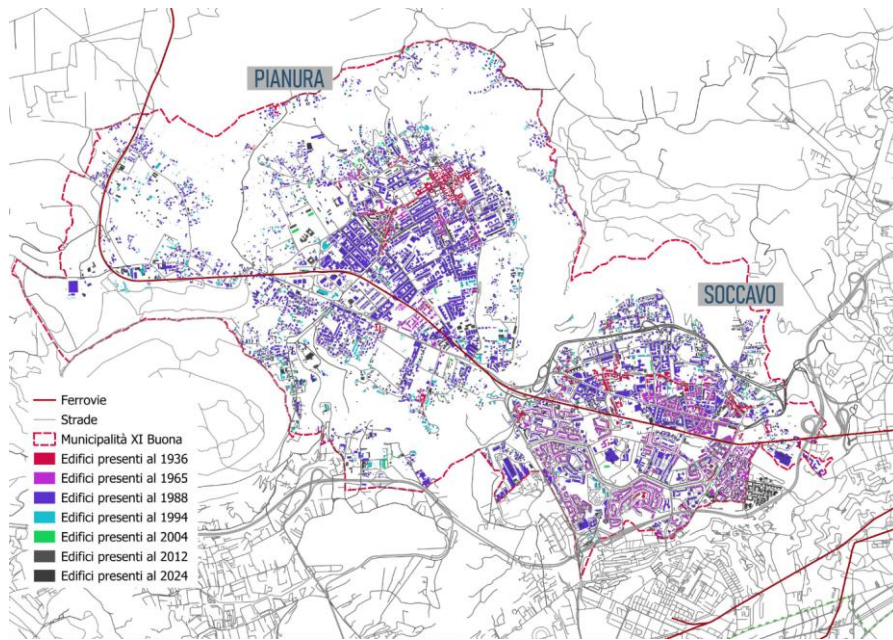 PIANURA
SOCCAVO
Ferrovie
Strade
Municipalità XI Buona
Edifici presenti al 1936
Edifici presenti al 1965
Edifici presenti al 1988
Edifici presenti al 1994
Edifici presenti al 2004
Edifici presenti al 2012
Edifici presenti al 2024